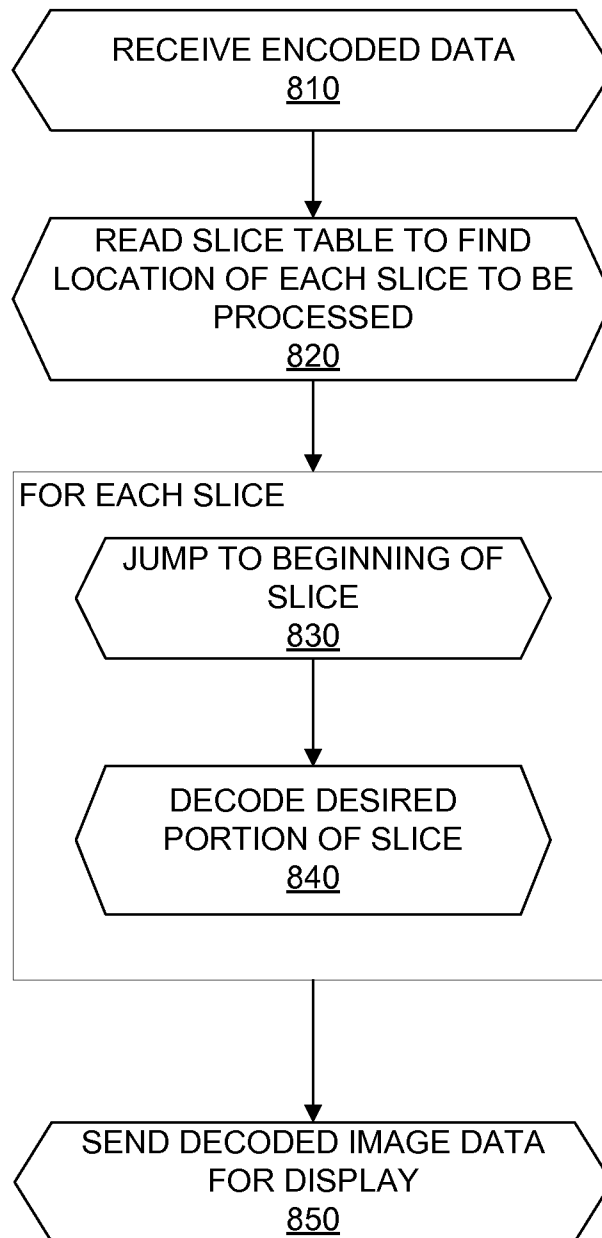 RECEIVE ENCODED DATA
810
READ SLICE TABLE TO FIND
LOCATION OF EACH SLICE TO BE
PROCESSED
820
FOR EACH SLICE
JUMP TO BEGINNING OF
SLICE
830
DECODE DESIRED
PORTION OF SLICE
840
SEND DECODED IMAGE DATA
FOR DISPLAY
850